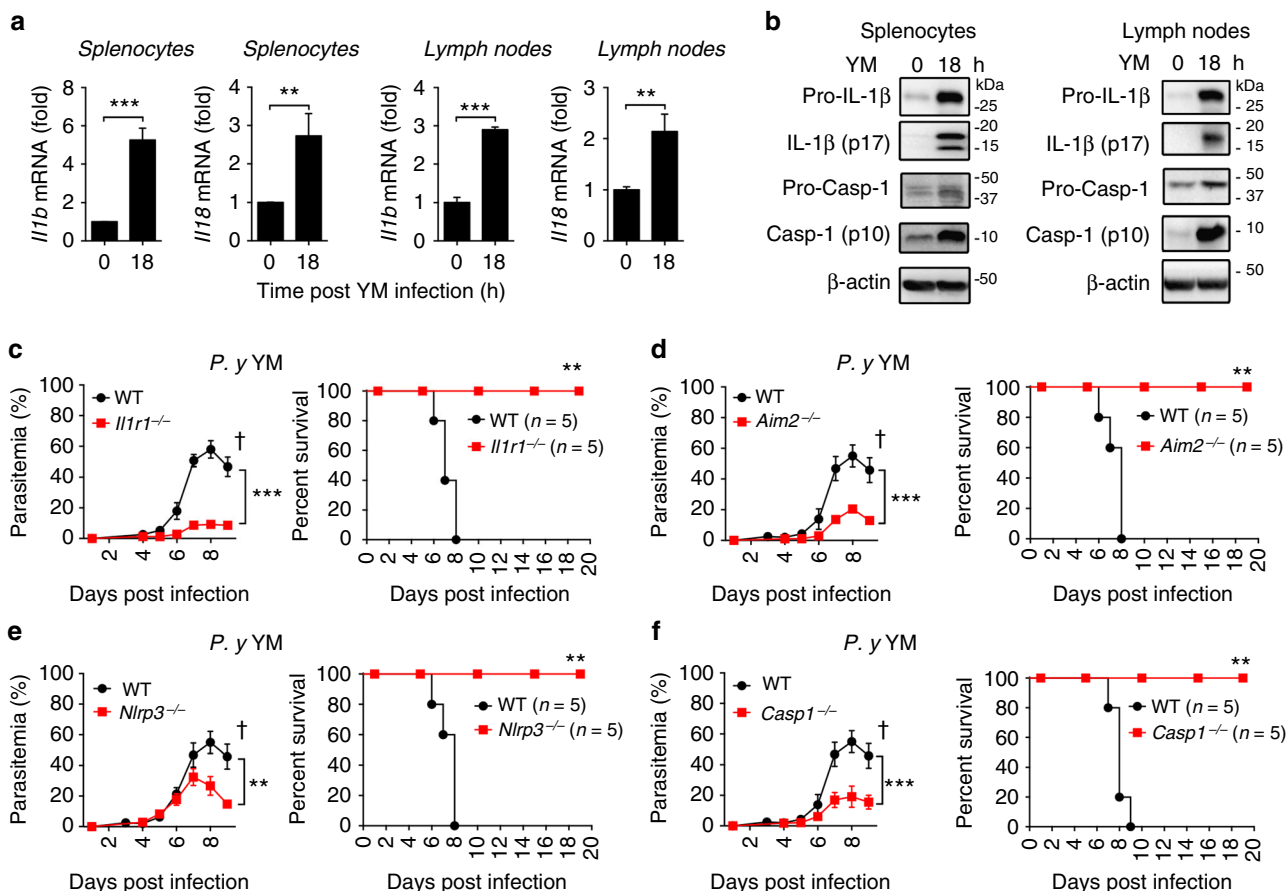 a
Splenocytes
Splenocytes
Lymph nodes
Lymph nodes
Il1b mRNA (fold)
8
6
4
2
0
***
0 18
Il18 mRNA (fold)
4
3
2
1
0
**
0 18
Il1b mRNA (fold)
4
3
2
1
0
***
0 18
Il18 mRNA (fold)
3
2
1
0
**
0 18
Time post YM infection (h)
b
Splenocytes
YM 0 18 h
kDa
Pro-IL-1β
- 25
IL-1β (p17)
-20
-15
Pro-Casp-1
-50
-37
Casp-1 (p10)
-10
β-actin
-50
Lymph nodes
YM 0 18 h
kDa
Pro-IL-1β
- 25
IL-1β (p17)
- 20
- 15
Pro-Casp-1
- 50
37
Casp-1 (p10)
- 10
β-actin
- 50
c
P. y YM
Parasitemia (%)
100
80
60
40
20
0
WT
Il1r1–/–
†
***
2 4 6 8
Days post infection
Percent survival
100
80
60
40
20
0
**
WT (n = 5)
Il1r1–/– (n = 5)
0 2 4 6 8 10 12 14 16 18 20
Days post infection
d
P. y YM
Parasitemia (%)
100
80
60
40
20
0
WT
Aim2–/–
†
***
2 4 6 8
Days post infection
Percent survival
100
80
60
40
20
0
**
WT (n = 5)
Aim2–/– (n = 5)
0 2 4 6 8 10 12 14 16 18 20
Days post infection
e
P. y YM
Parasitemia (%)
100
80
60
40
20
0
WT
Nlrp3–/–
†
**
2 4 6 8
Days post infection
Percent survival
100
80
60
40
20
0
**
WT (n = 5)
Nlrp3–/– (n = 5)
0 2 4 6 8 10 12 14 16 18 20
Days post infection
f
P. y YM
Parasitemia (%)
100
80
60
40
20
0
WT
Casp1–/–
†
***
2 4 6 8
Days post infection
Percent survival
100
80
60
40
20
0
**
WT (n = 5)
Casp1–/– (n = 5)
0 2 4 6 8 10 12 14 16 18 20
Days post infection